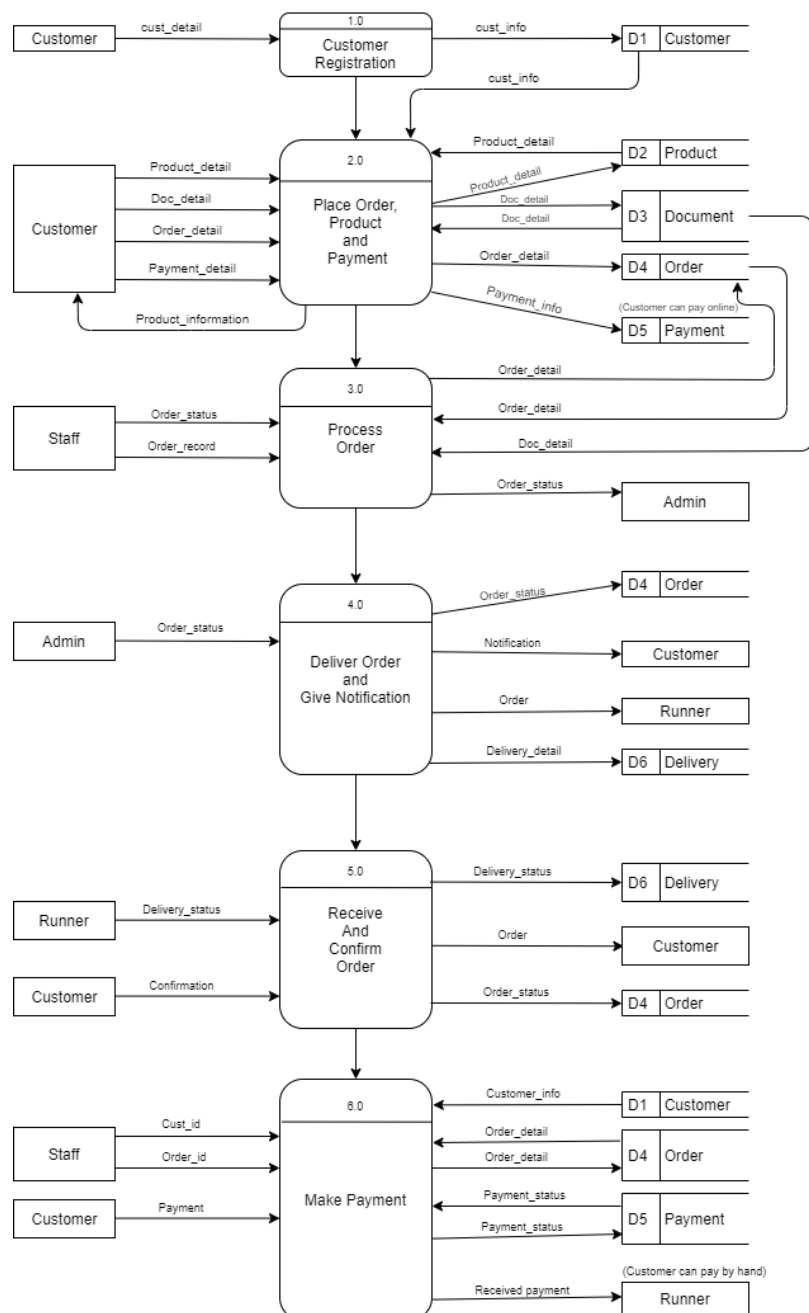 1.0
Customer
cust_detail
Customer
Registration
cust_info
D1 Customer
cust_info
2.0
Product_detail
D2 Product
Product_detail
Product_detail
Doc_detail
Doc_detail
Doc_detail
D3 Document
Customer
Order_detail
Place Order,
Product
and
Payment
Order_detail
D4 Order
Payment_detail
Payment_info
(Customer can pay online)
D5 Payment
Product_information
3.0
Order_detail
Staff
Order_status
Order_record
Process
Order
Order_detail
Doc_detail
Order_status
Admin
4.0
Order_status
D4 Order
Admin
Order_status
Deliver Order
and
Give Notification
Notification
Customer
Order
Runner
Delivery_detail
D6 Delivery
5.0
Delivery_status
D6 Delivery
Runner
Delivery_status
Receive
And
Confirm
Order
Order
Customer
Customer
Confirmation
Order_status
D4 Order
6.0
Customer_info
D1 Customer
Staff
Cust_id
Order_id
Order_detail
Order_detail
D4 Order
Customer
Payment
Make Payment
Payment_status
Payment_status
D5 Payment
(Customer can pay by hand)
Received payment
Runner